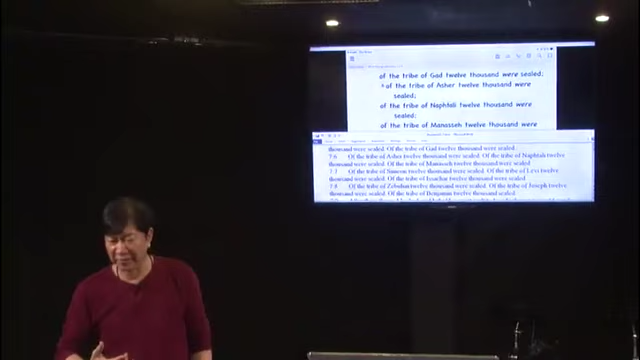 of the tribe of Gad twelve thousand were sealed;
6 of the tribe of Asher twelve thousand were
sealed;
of the tribe of Naphtali twelve thousand were
sealed;
of the tribe of Manasseh twelve thousand were
thousand were sealed. Of the tribe of Gad twelve thousand were sealed.
7:6 Of the tribe of Asher twelve thousand were sealed. Of the tribe of Naphtali twelve
thousand were sealed. Of the tribe of Manasseh twelve thousand were sealed.
7:7 Of the tribe of Simeon twelve thousand were sealed. Of the tribe of Levi twelve
thousand were sealed. Of the tribe of Issachar twelve thousand were sealed.
7:8 Of the tribe of Zebulun twelve thousand were sealed. Of the tribe of Joseph twelve
thousand were sealed. Of the tribe of Benjamin twelve thousand were sealed.